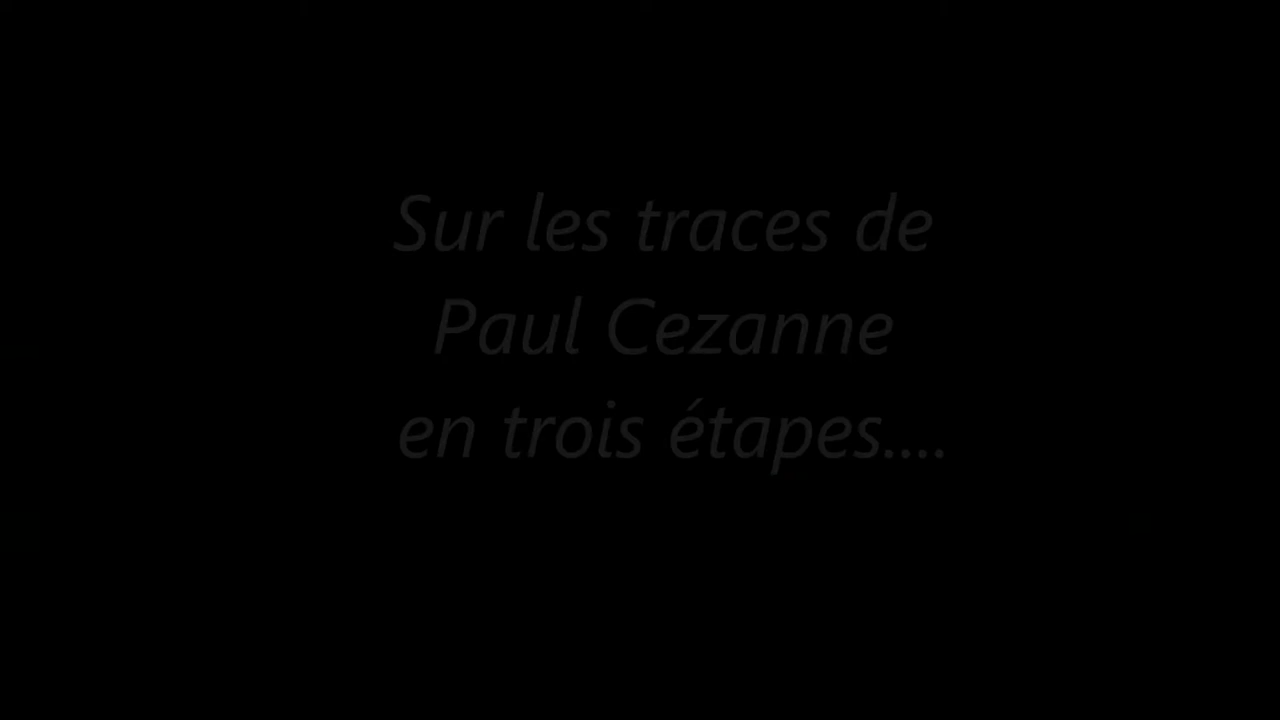 Sur les traces de
Paul Cezanne
en trois étapes....